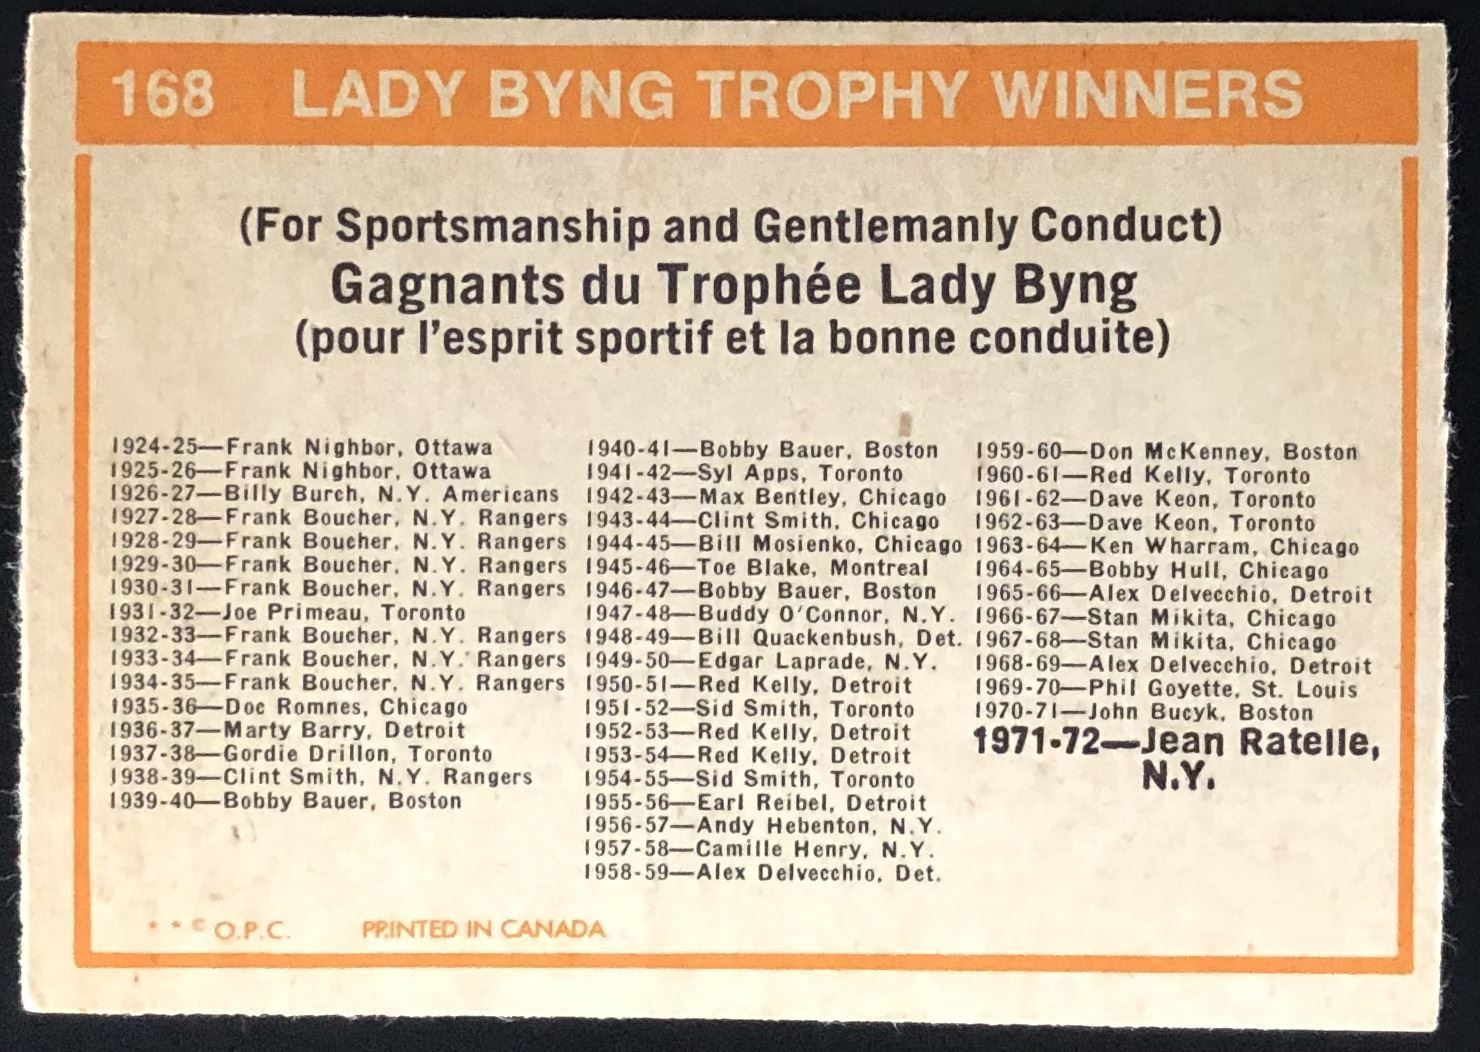 168 LADY BYNG TROPHY WINNERS
(For Sportsmanship and Gentlemanly Conduct)
Gagnants du Trophée Lady Byng
(pour l'esprit sportif et la bonne conduite)
1924-25—Frank Nighbor, Ottawa
1925-26—Frank Nighbor, Ottawa
1926-27—Billy Burch, N.Y. Americans
1927-28—Frank Boucher, N.Y. Rangers
1928-29—Frank Boucher, N.Y. Rangers
1929-30—Frank Boucher, N.Y. Rangers
1930-31—Frank Boucher, N.Y. Rangers
1931-32—Joe Primeau, Toronto
1932-33—Frank Boucher, N.Y. Rangers
1933-34—Frank Boucher, N.Y. Rangers
1934-35—Frank Boucher, N.Y. Rangers
1935-36—Doc Romnes, Chicago
1936-37—Marty Barry, Detroit
1937-38—Gordie Drillon, Toronto
1938-39—Clint Smith, N.Y. Rangers
1939-40—Bobby Bauer, Boston
1940-41—Bobby Bauer, Boston
1941-42—Syl Apps, Toronto
1942-43—Max Bentley, Chicago
1943-44—Clint Smith, Chicago
1944-45—Bill Mosienko, Chicago
1945-46—Toe Blake, Montreal
1946-47—Bobby Bauer, Boston
1947-48—Buddy O'Connor, N.Y.
1948-49—Bill Quackenbush, Det.
1949-50—Edgar Laprade, N.Y.
1950-51—Red Kelly, Detroit
1951-52—Sid Smith, Toronto
1952-53—Red Kelly, Detroit
1953-54—Red Kelly, Detroit
1954-55—Sid Smith, Toronto
1955-56—Earl Reibel, Detroit
1956-57—Andy Hebenton, N.Y.
1957-58—Camille Henry, N.Y.
1958-59—Alex Delvecchio, Det.
1959-60—Don McKenney, Boston
1960-61—Red Kelly, Toronto
1961-62—Dave Keon, Toronto
1962-63—Dave Keon, Toronto
1963-64—Ken Wharram, Chicago
1964-65—Bobby Hull, Chicago
1965-66—Alex Delvecchio, Detroit
1966-67—Stan Mikita, Chicago
1967-68—Stan Mikita, Chicago
1968-69—Alex Delvecchio, Detroit
1969-70—Phil Goyette, St. Louis
1970-71—John Bucyk, Boston
1971-72—Jean Ratelle,
N.Y.
* * © O.P.C. PRINTED IN CANADA